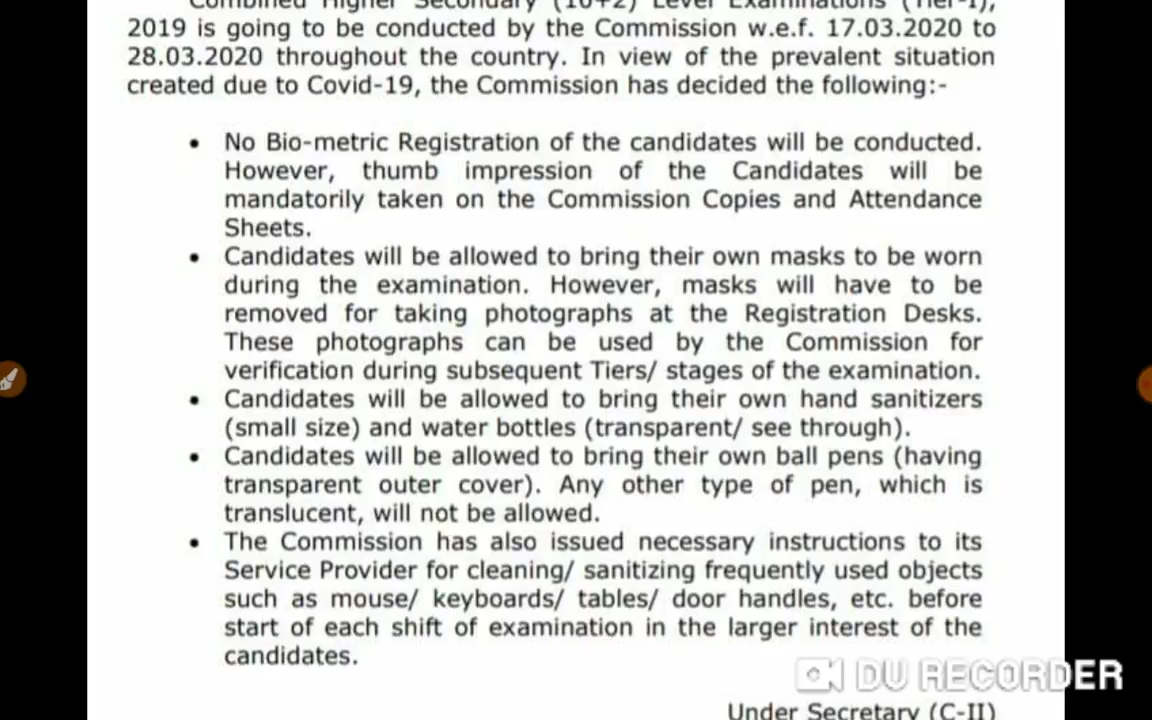 Combined Higher Secondary (10+2) Level Examinations (Tier-I),
2019 is going to be conducted by the Commission w.e.f. 17.03.2020 to
28.03.2020 throughout the country. In view of the prevalent situation
created due to Covid-19, the Commission has decided the following:-
• No Bio-metric Registration of the candidates will be conducted.
However, thumb impression of the Candidates will be
mandatorily taken on the Commission Copies and Attendance
Sheets.
• Candidates will be allowed to bring their own masks to be worn
during the examination. However, masks will have to be
removed for taking photographs at the Registration Desks.
These photographs can be used by the Commission for
verification during subsequent Tiers/ stages of the examination.
• Candidates will be allowed to bring their own hand sanitizers
(small size) and water bottles (transparent/ see through).
• Candidates will be allowed to bring their own ball pens (having
transparent outer cover). Any other type of pen, which is
translucent, will not be allowed.
• The Commission has also issued necessary instructions to its
Service Provider for cleaning/ sanitizing frequently used objects
such as mouse/ keyboards/ tables/ door handles, etc. before
start of each shift of examination in the larger interest of the
candidates.
DU RECORDER
Under Secretary (C-II)